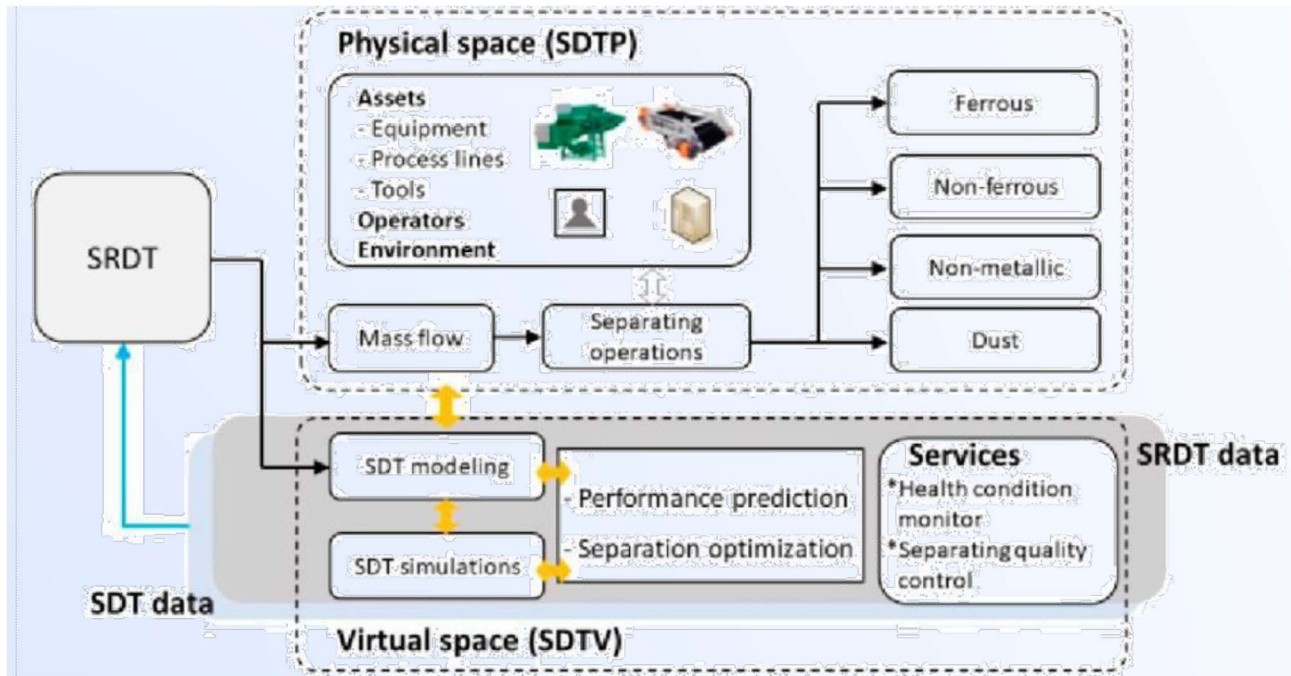 Physical space (SDTP)
Assets
- Equipment
- Process lines
- Tools
Operators
Environment
Ferrous
Non-ferrous
Non-metallic
Dust
SRDT
Mass flow
Separating
operations
SDT modeling
SDT simulations
- Performance prediction
- Separation optimization
Services
*Health condition
monitor
*Separating quality
control
SRDT data
SDT data
Virtual space (SDTV)